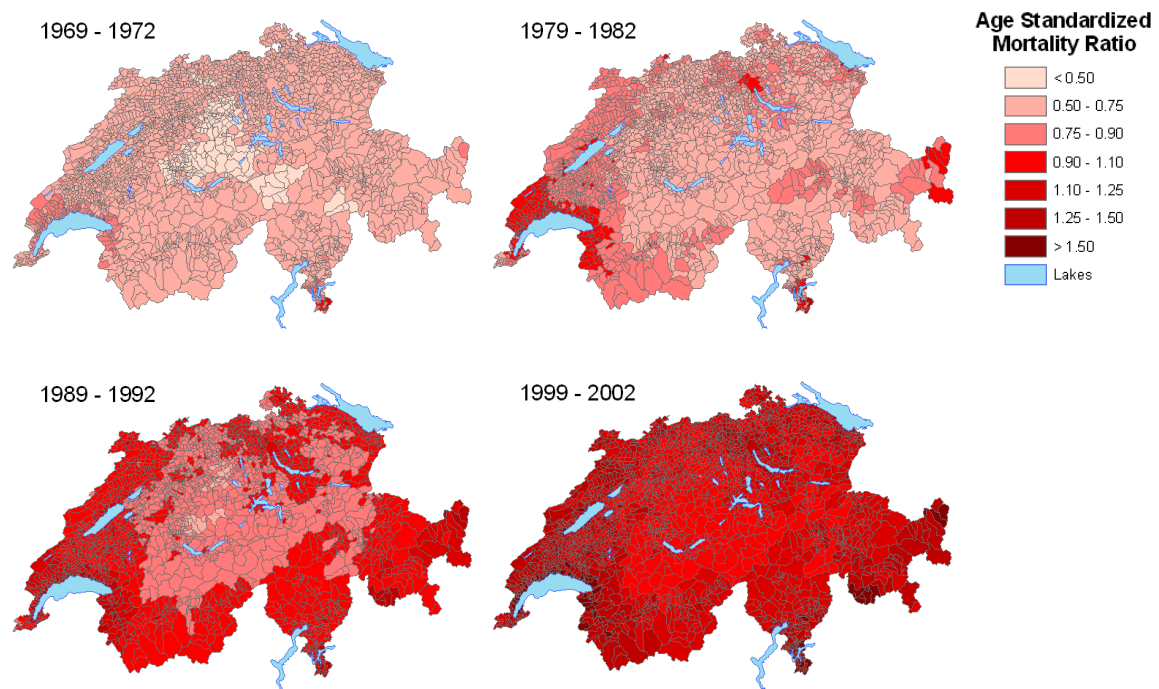 1969 - 1972
1979 - 1982
Age Standardized
Mortality Ratio
< 0.50
0.50 - 0.75
0.75 - 0.90
0.90 - 1.10
1.10 - 1.25
1.25 - 1.50
> 1.50
Lakes
1989 - 1992
1999 - 2002